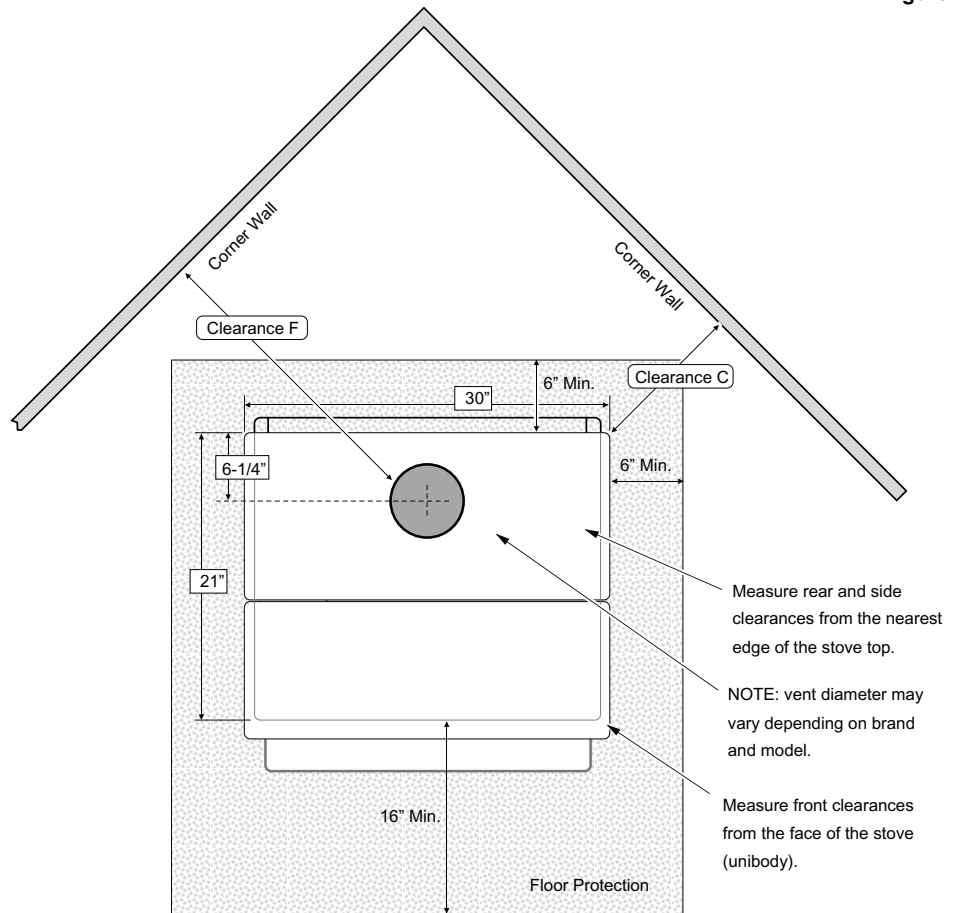 Corner Wall
Corner Wall
Clearance F
6” Min.
Clearance C
30”
6-1/4”
6” Min.
21”
Measure rear and side
clearances from the nearest
edge of the stove top.
NOTE: vent diameter may
vary depending on brand
and model.
Measure front clearances
from the face of the stove
(unibody).
16” Min.
Floor Protection